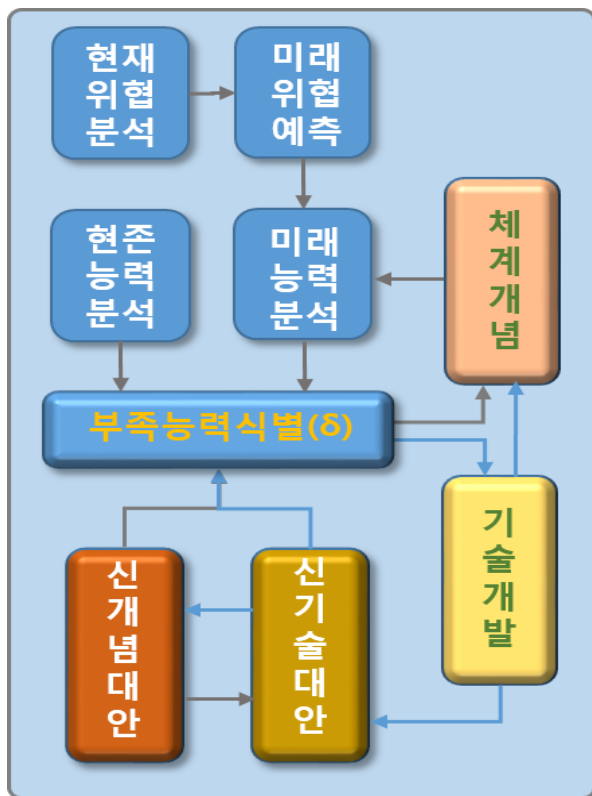 현재
위협
분석
미래
위협
예측
현존
능력
분석
미래
능력
분석
체
계
개
념
부족능력식별(δ)
신
개
념
대
안
신
기
술
대
안
기
술
개
발